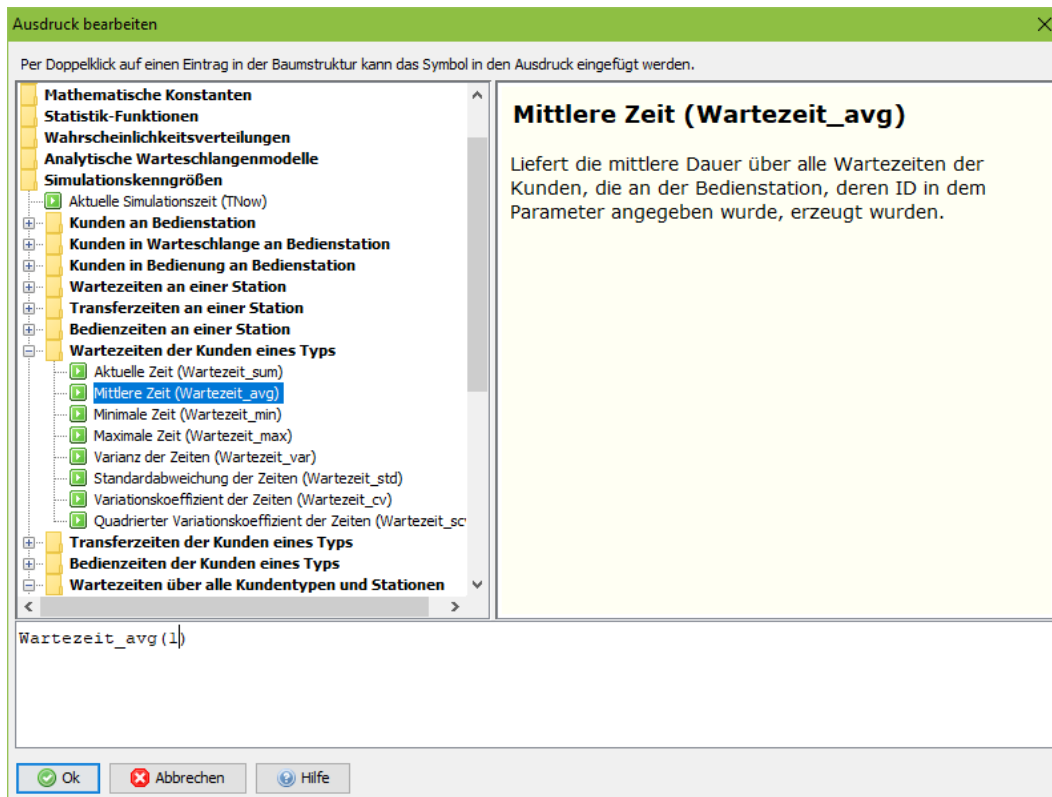 Ausdruck bearbeiten
Per Doppelklick auf einen Eintrag in der Baumstruktur kann das Symbol in den Ausdruck eingefügt werden.
Mathematische Konstanten
Statistik-Funktionen
Wahrscheinlichkeitsverteilungen
Analytische Warteschlangenmodelle
Simulationskenngrößen
Aktuelle Simulationszeit (TNow)
Kunden an Bedienstation
Kunden in Warteschlange an Bedienstation
Kunden in Bedienung an Bedienstation
Wartezeiten an einer Station
Transferzeiten an einer Station
Bedienzeiten an einer Station
Wartezeiten der Kunden eines Typs
Aktuelle Zeit (Wartezeit_sum)
Mittlere Zeit (Wartezeit_avg)
Minimale Zeit (Wartezeit_min)
Maximale Zeit (Wartezeit_max)
Varianz der Zeiten (Wartezeit_var)
Standardabweichung der Zeiten (Wartezeit_std)
Variationskoeffizient der Zeiten (Wartezeit_cv)
Quadrierter Variationskoeffizient der Zeiten (Wartezeit_sc
Transferzeiten der Kunden eines Typs
Bedienzeiten der Kunden eines Typs
Wartezeiten über alle Kundentypen und Stationen
Mittlere Zeit (Wartezeit_avg)
Liefert die mittlere Dauer über alle Wartezeiten der
Kunden, die an der Bedienstation, deren ID in dem
Parameter angegeben wurde, erzeugt wurden.
Wartezeit_avg(1)
Ok
Abbrechen
Hilfe